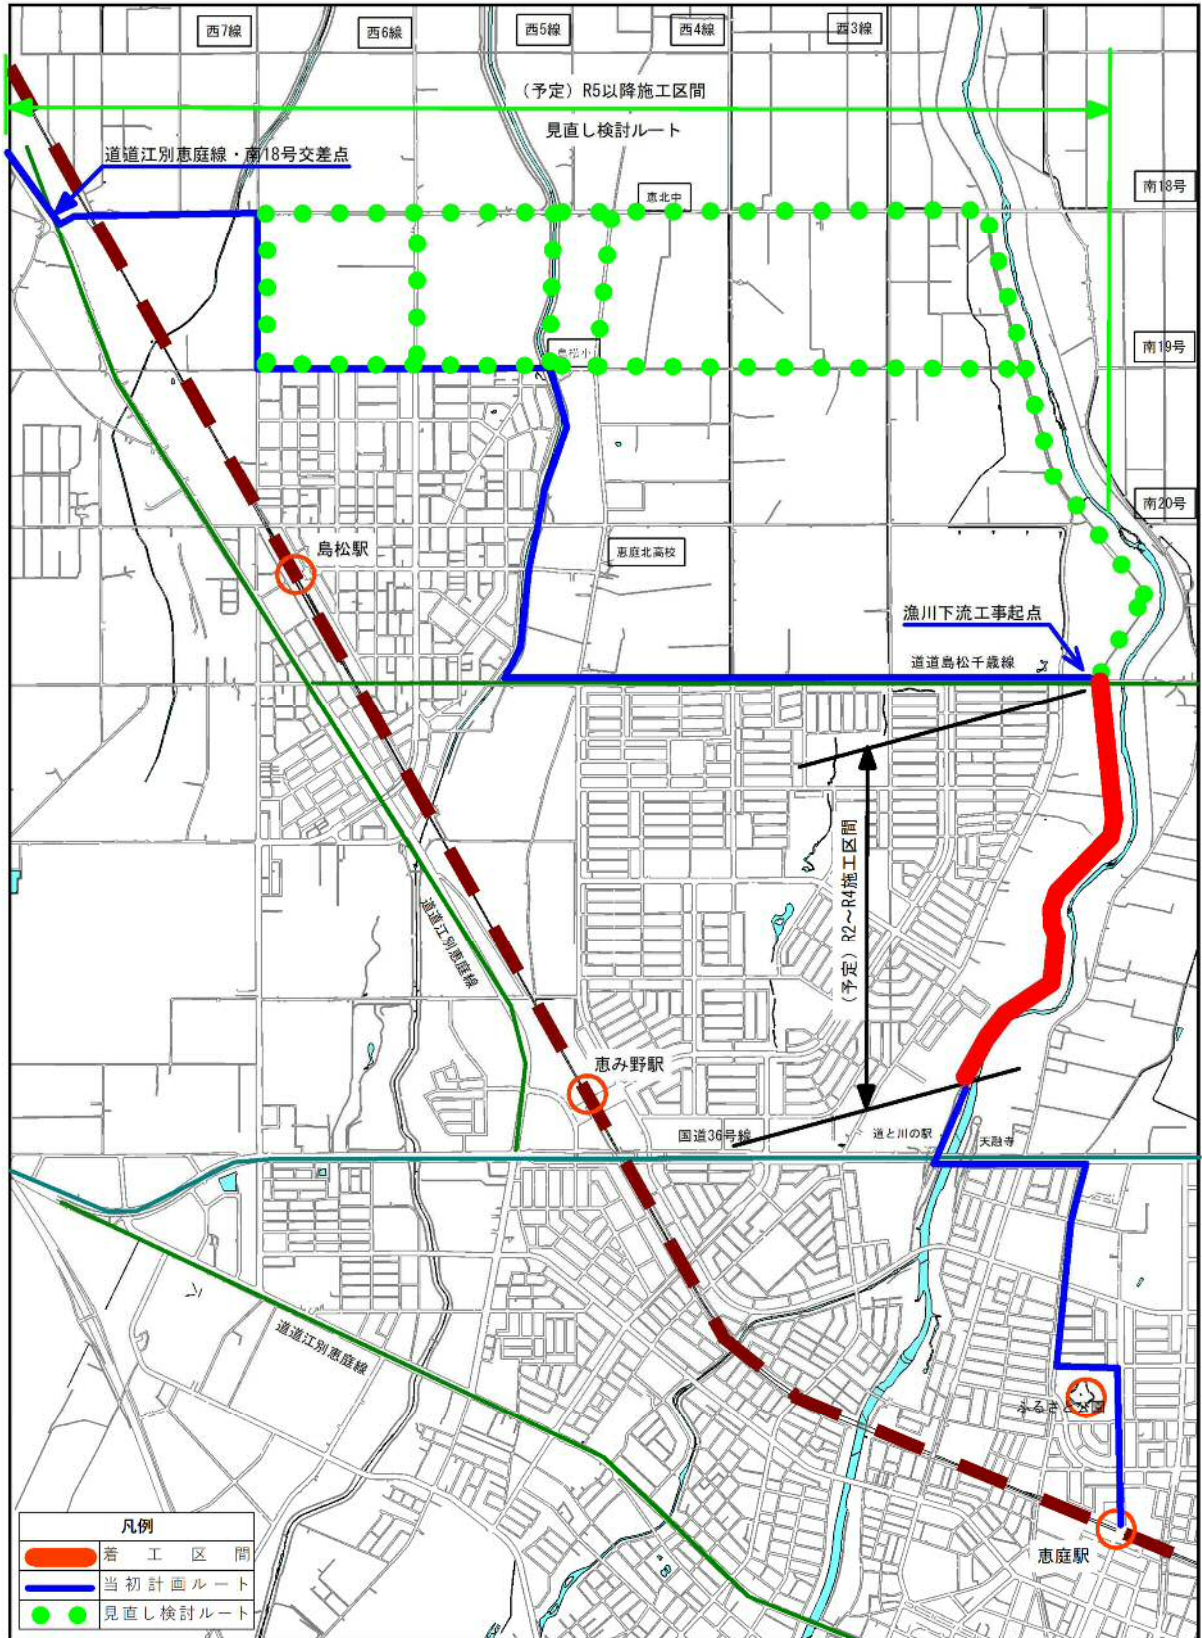 西7線
西6線
西5線
西4線
西3線
(予定) R5以降施工区間
見直し検討ルート
道道江別恵庭線・南18号交差点
南18号
恵北中
南19号
島松小
南20号
島松駅
恵庭北高校
漁川下流工事起点
道道島松千歳線
(予定) R2~R4施工区間
道道江別恵庭線
恵み野駅
国道36号線
道と川の駅
天融寺
道道江別恵庭線
ふるさと公園
恵庭駅
凡例
着工区間
当初計画ルート
見直し検討ルート